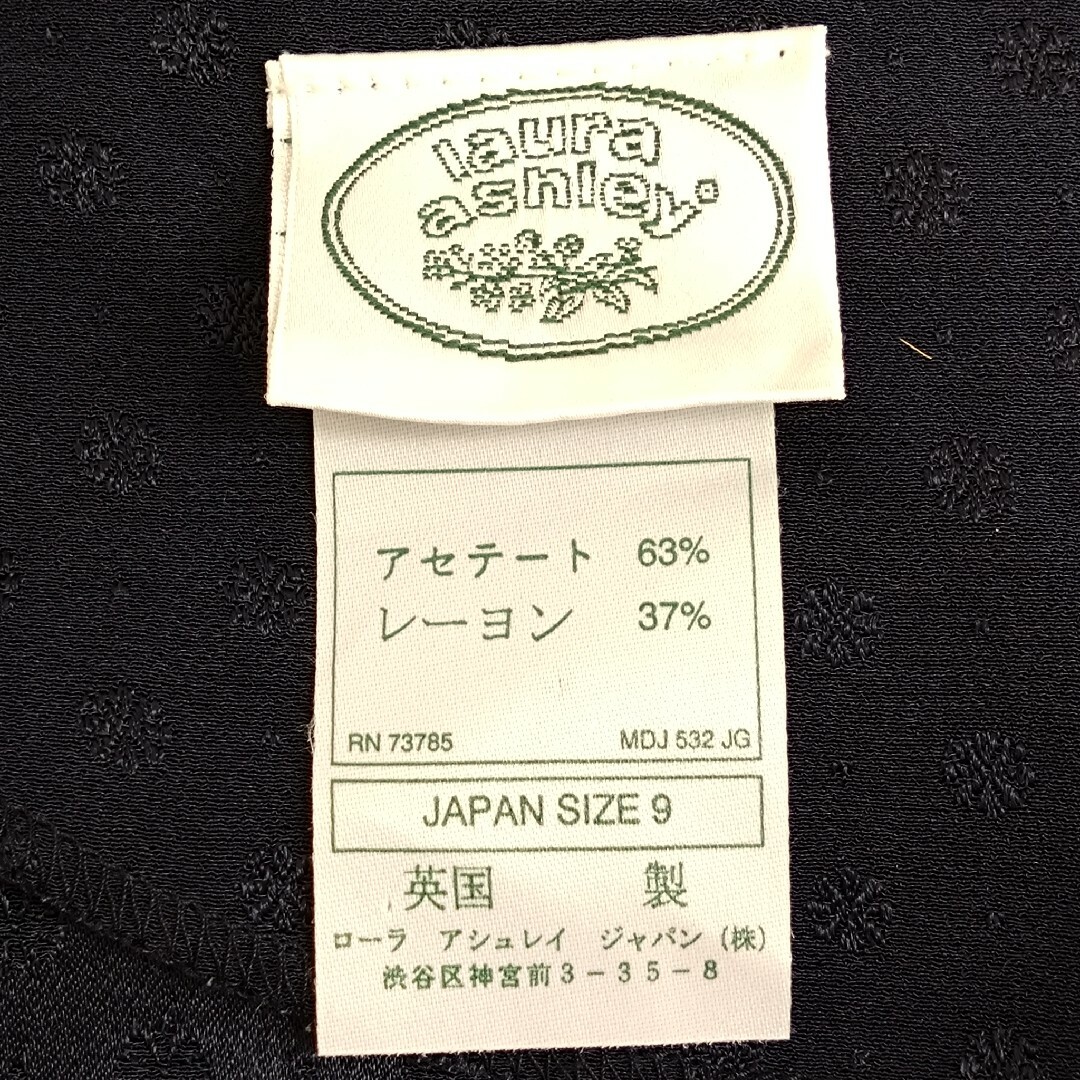 laura
ashley®
アセテート 63%
レーヨン 37%
RN 73785 MDJ 532 JG
JAPAN SIZE 9
英国 製
ローラ アシュレイ ジャパン (株)
渋谷区神宮前3-35-8